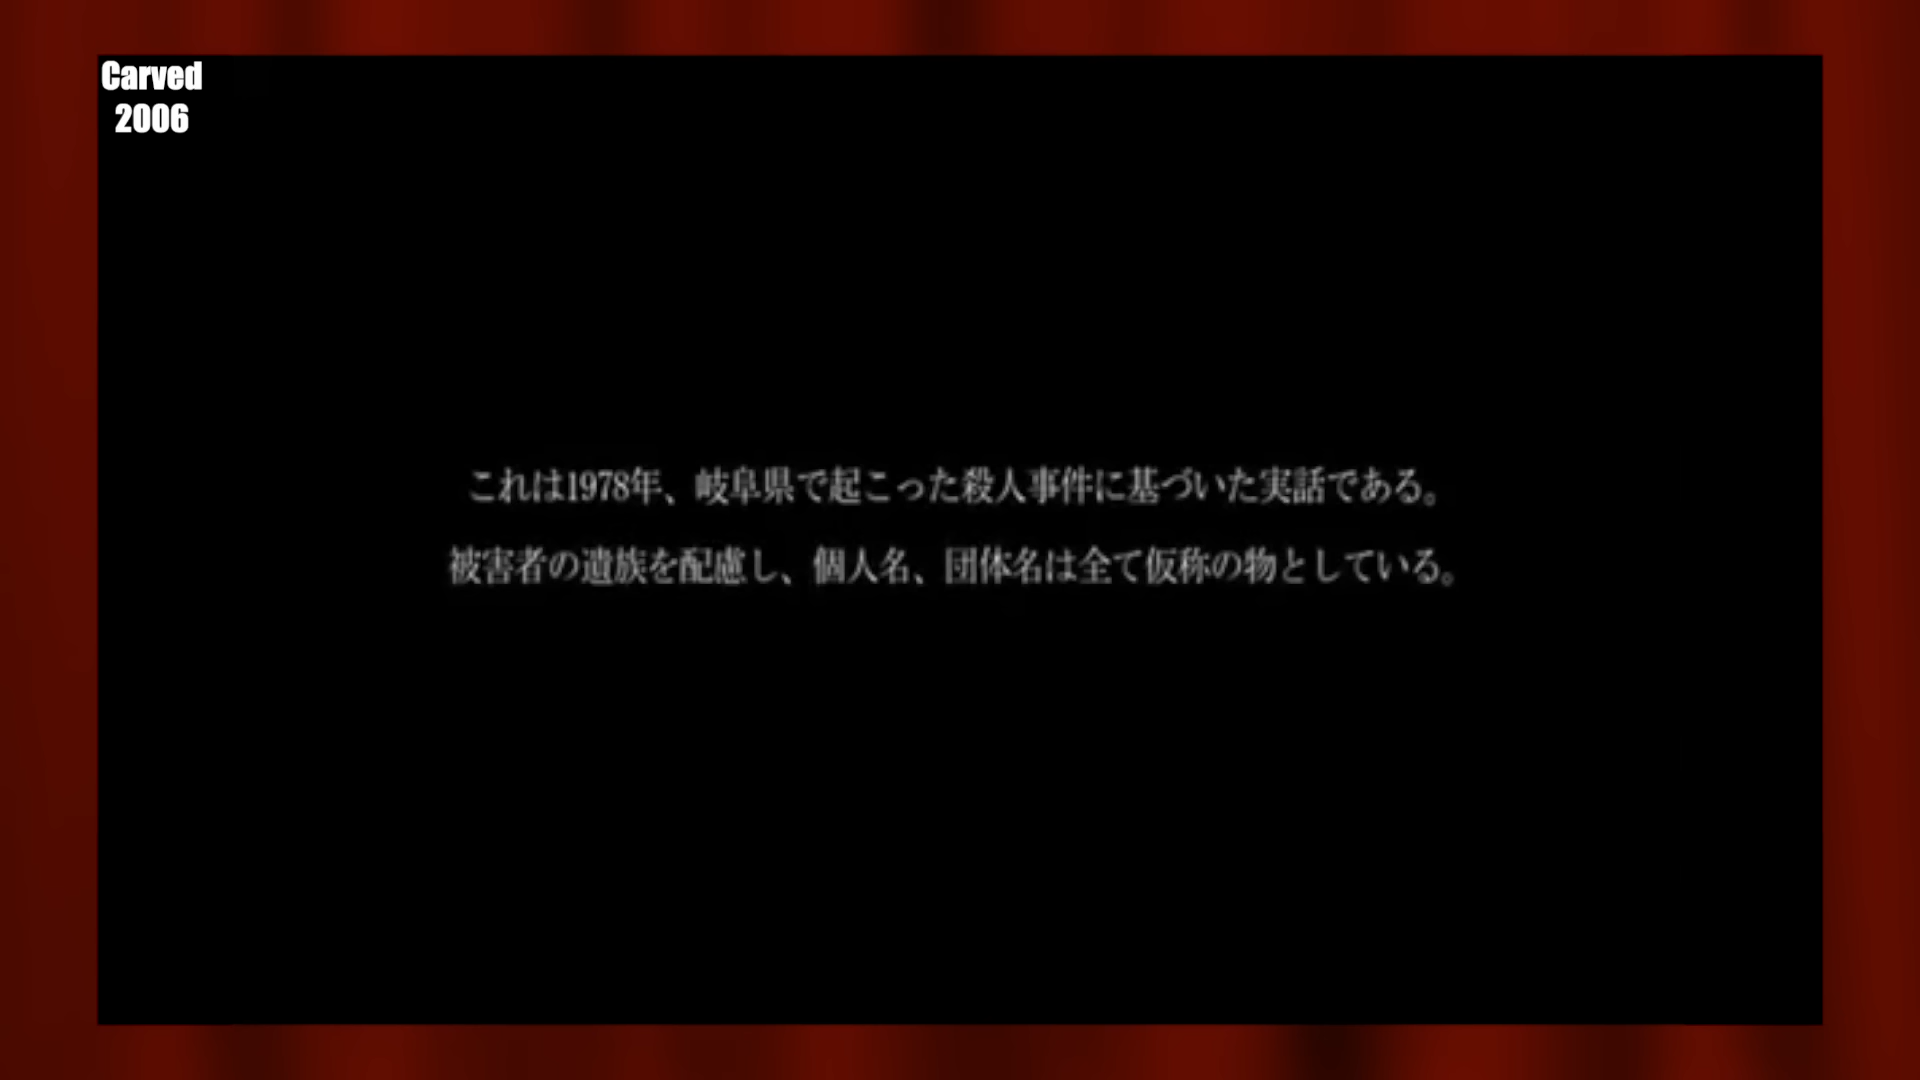 Carved
2006
これは1978年、岐阜県で起こった殺人事件に基づいた実話である。
被害者の遺族を配慮し、個人名、団体名は全て仮称の物としている。